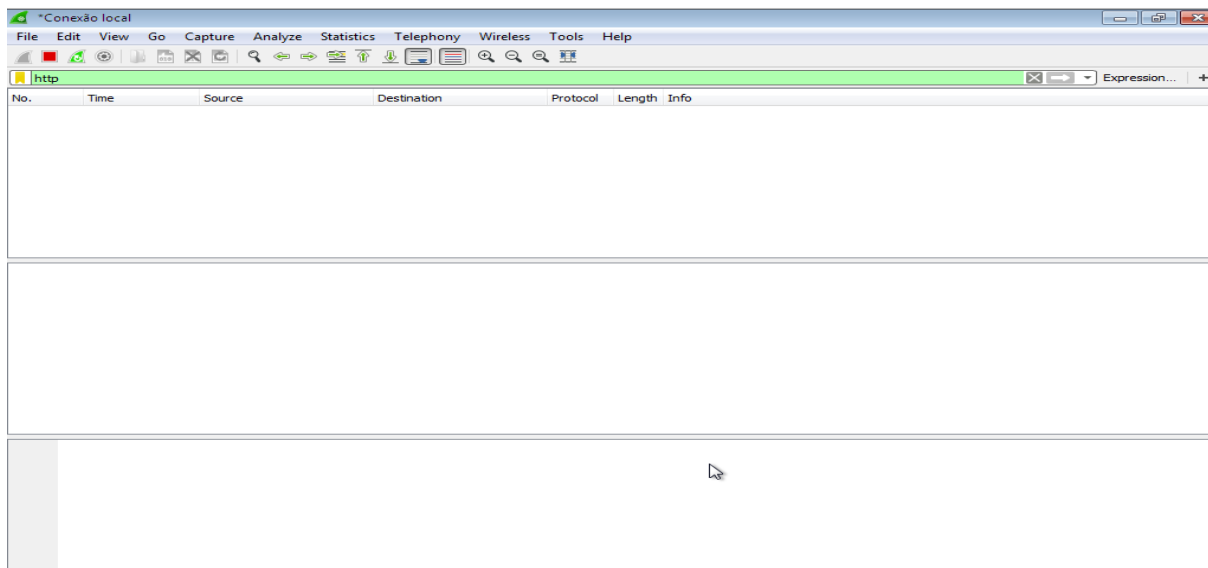 *Conexão local
File Edit View Go Capture Analyze Statistics Telephony Wireless Tools Help
http Expression... +
No. Time Source Destination Protocol Length Info